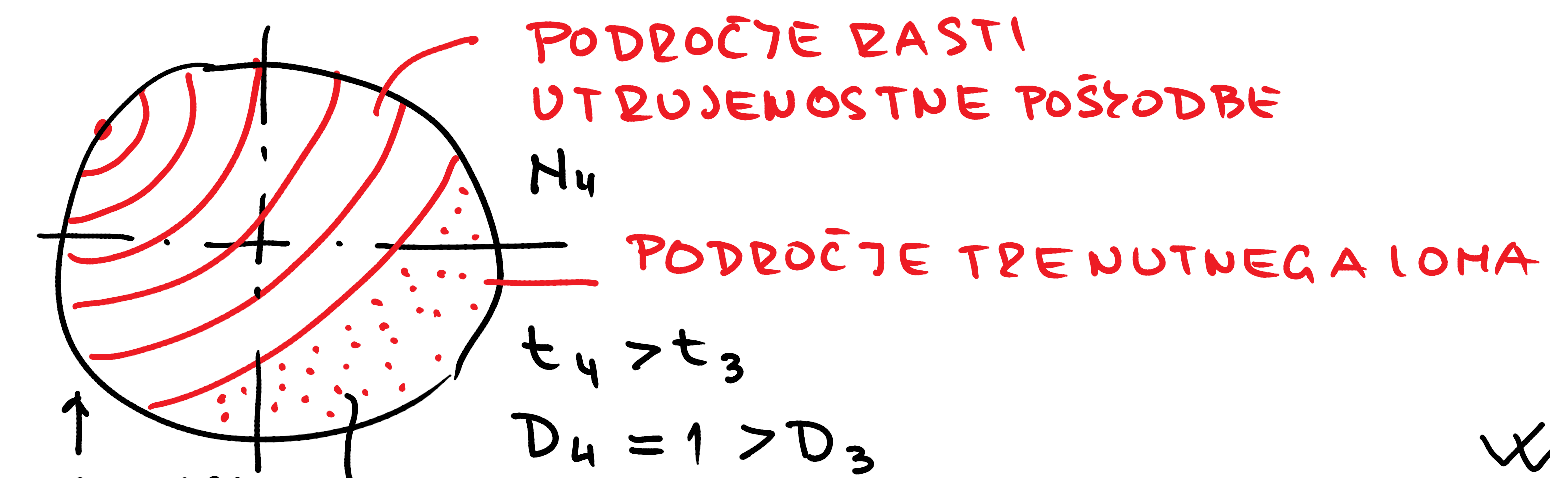 PODROČJE RASTI
UTRUJENOSTNE POŠKODBE
N4
PODROČJE TRENUTNEGA LOMA
t4 > t3
D4 = 1 > D3